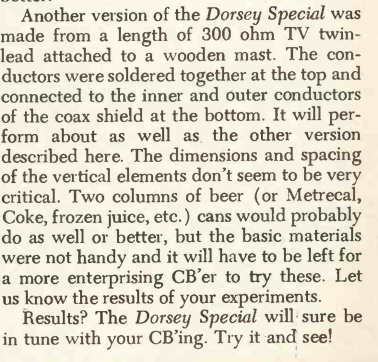 Another version of the Dorsey Special was
made from a length of 300 ohm TV twin-
lead attached to a wooden mast. The con-
ductors were soldered together at the top and
connected to the inner and outer conductors
of the coax shield at the bottom. It will per-
form about as well as the other version
described here. The dimensions and spacing
of the vertical elements don't seem to be very
critical. Two columns of beer (or Metrecal,
Coke, frozen juice, etc.) cans would probably
do as well or better, but the basic materials
were not handy and it will have to be left for
a more enterprising CB'er to try these. Let
us know the results of your experiments.
Results? The Dorsey Special will sure be
in tune with your CB'ing. Try it and see!